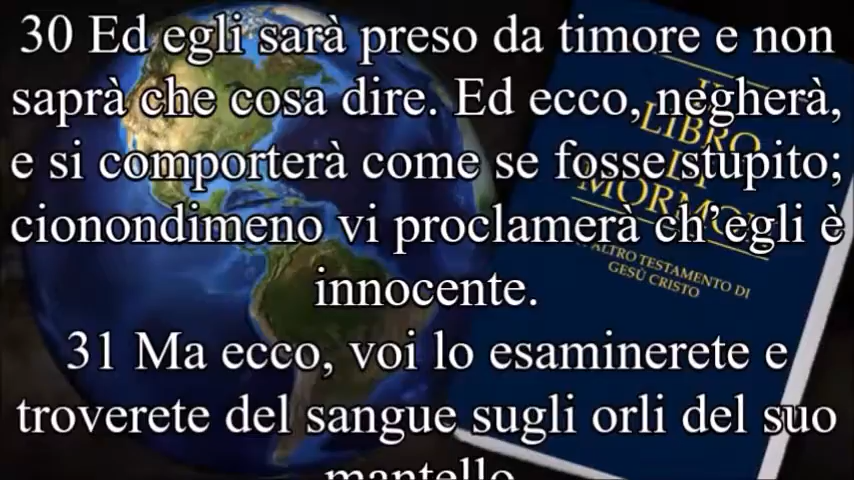 30 Ed egli sarà preso da timore e non
saprà che cosa dire. Ed ecco, negherà,
e si comporterà come se fosse stupito;
cionondimeno vi proclamerà ch'egli è
innocente.
31 Ma ecco, voi lo esaminerete e
troverete del sangue sugli orli del suo
mantello
IL
LIBRO
DI
MORMON
ALTRO TESTAMENTO DI
GESÙ CRISTO